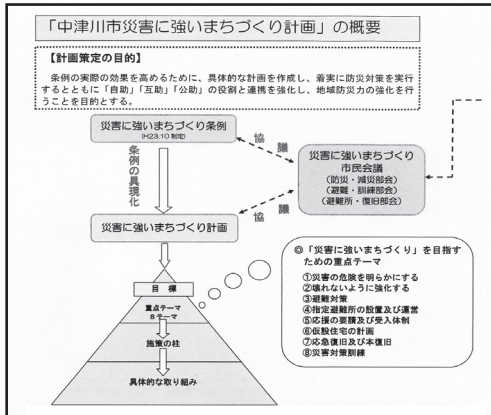 「中津川市災害に強いまちづくり計画」の概要
【計画策定の目的】
条例の実際の効果を高めるために、具体的な計画を作成し、着実に防災対策を実行
するとともに「自助」「互助」「公助」の役割と連携を強化し、地域防災力の強化を行
うことを目的とする。
災害に強いまちづくり条例
(H23.10 制定)
条例の具現化
協 議
災害に強いまちづくり
市民会議
(防災・減災部会)
(避難・訓練部会)
(避難所・復旧部会)
協 議
災害に強いまちづくり計画
◎「災害に強いまちづくり」を目指す
ための重点テーマ
①災害の危険を明らかにする
②壊れないように強化する
③避難対策
④指定避難所の設置及び運営
⑤応援の要請及び受入体制
⑥仮設住宅の計画
⑦応急復旧及び本復旧
⑧災害対策訓練
目 標
重点テーマ
8テーマ
施策の柱
具体的な取り組み